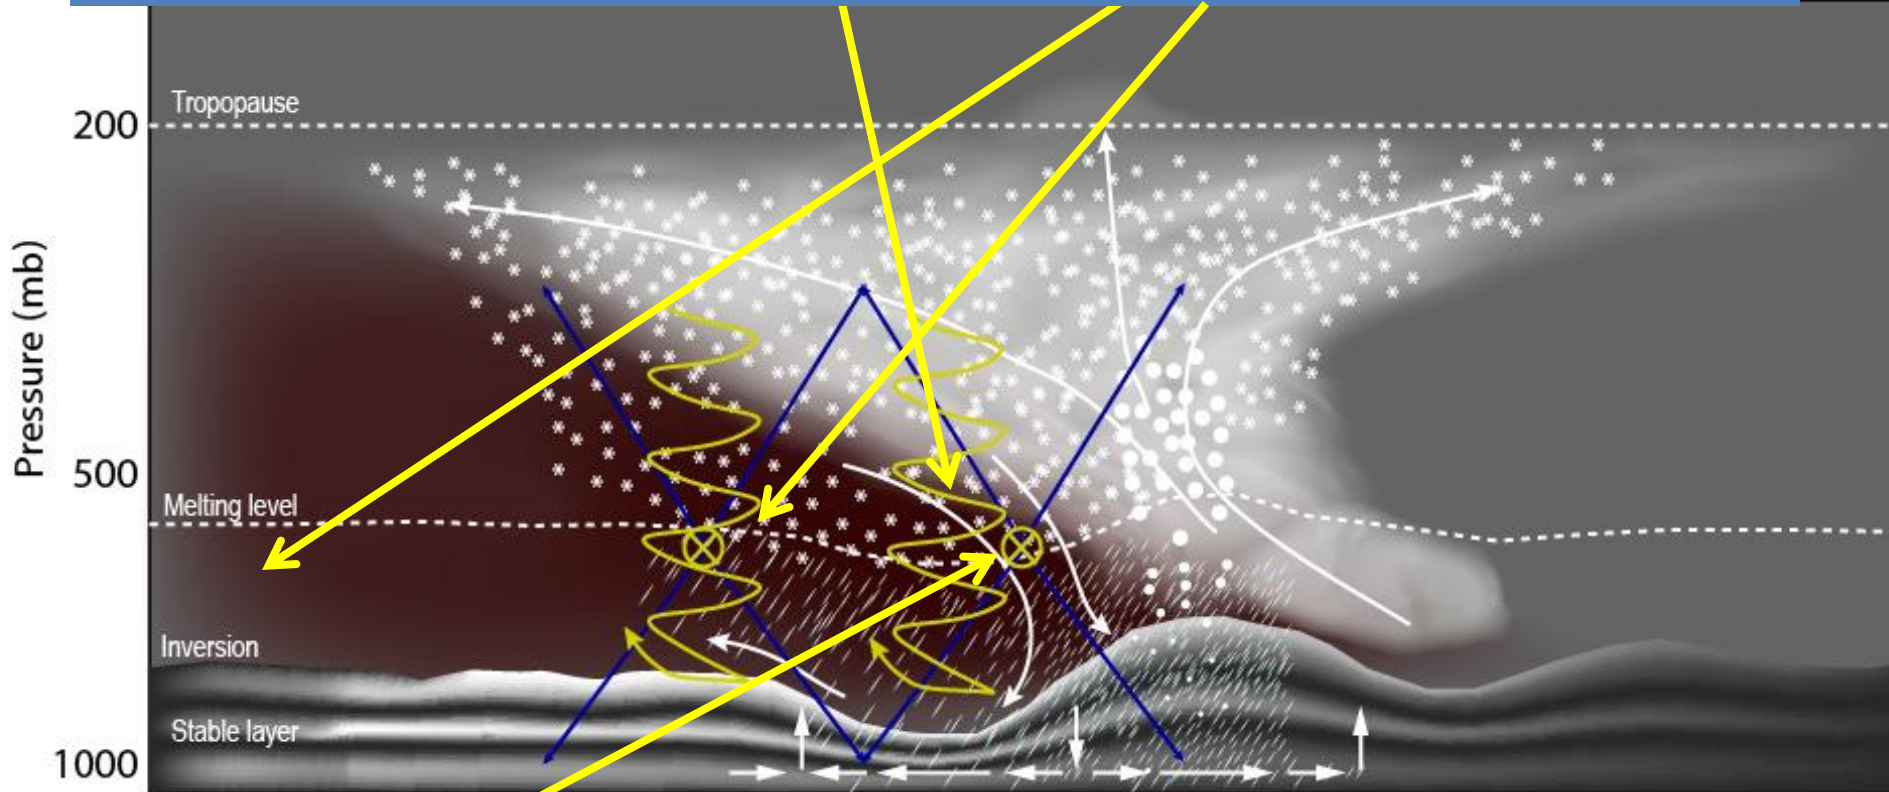 Tropopause
200
Pressure (mb)
500
Melting level
Inversion
Stable layer
1000